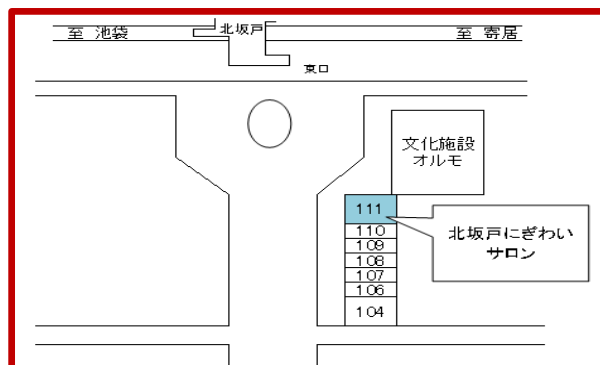 至 池袋
北坂戸
至 寄居
東口
文化施設
オルモ
111
110
109
108
107
106
104
北坂戸にぎわい
サロン